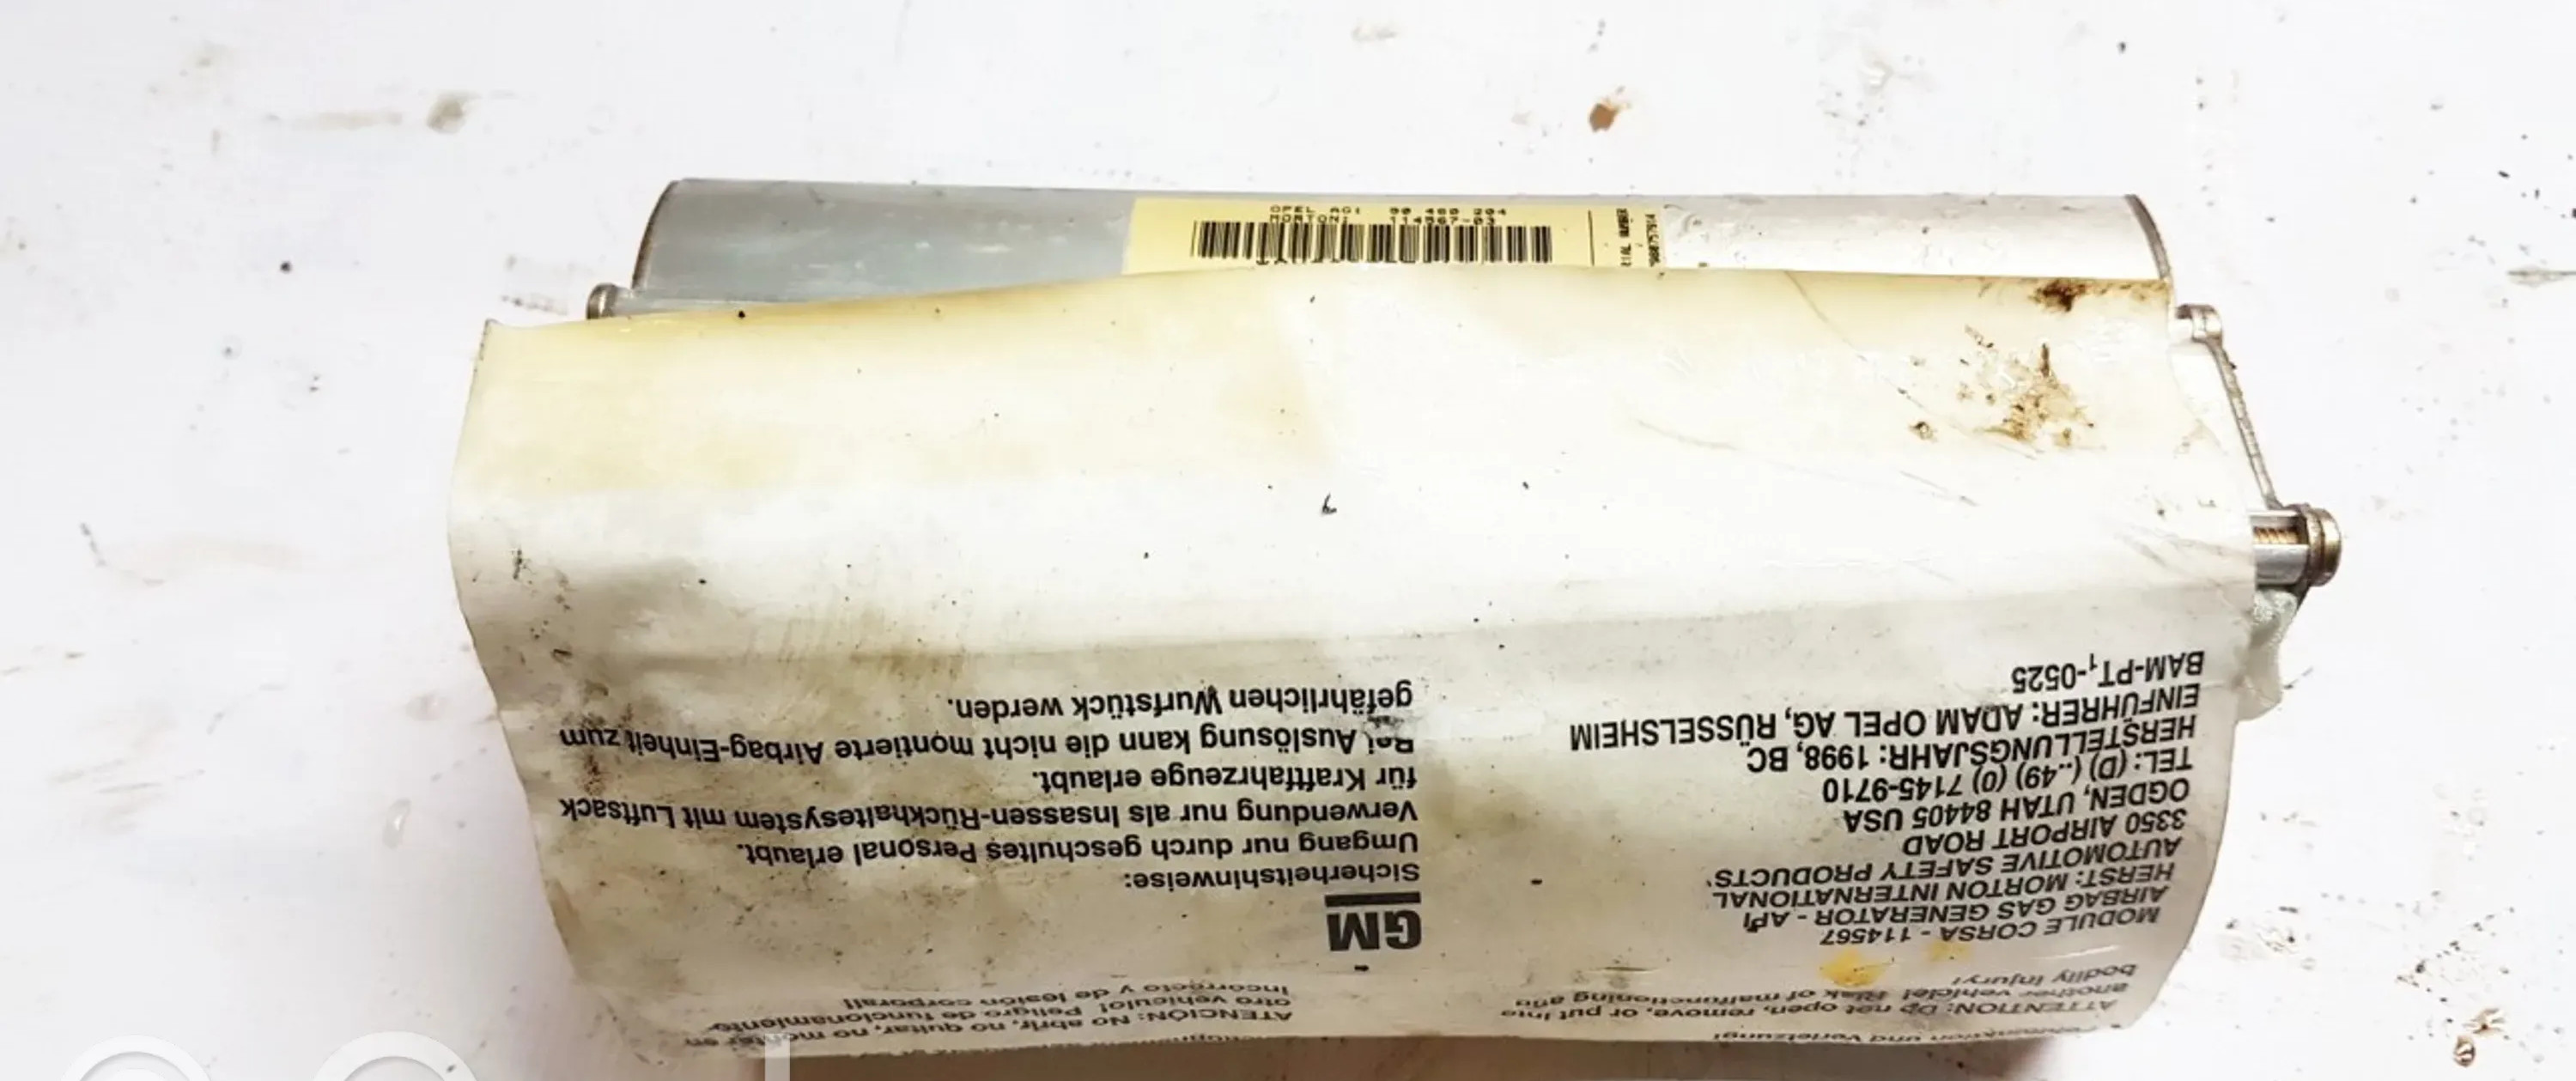 MODULE CORSA - 114567
AIRBAG GAS GENERATOR - API
HERST: MORTON INTERNATIONAL
AUTOMOTIVE SAFETY PRODUCTS
3350 AIRPORT ROAD
OGDEN, UTAH 84405 USA
TEL: (D) (..49) (0) 7145-9710
HERSTELLUNGSJAHR: 1998, BC
EINFÜHRER: ADAM OPEL AG, RÜSSELSHEIM
BAM-PT1-0525
GM
Sicherheitshinweise:
Umgang nur durch geschultes Personal erlaubt.
Verwendung nur als Insassen-Rückhaltesystem mit Luftsack
für Kraftfahrzeuge erlaubt.
Bei Auslösung kann die nicht montierte Airbag-Einheit zum
gefährlichen Wurfstück werden.
und Verletzung!
ATTENTION: Do not open, remove, or put into
another vehicle! Risk of malfunctioning and
bodily injury!
ATENCIÓN: No abrir, no quitar, no montar en
otro vehículo! Peligro de funcionamiento
incorrecto y de lesión corporal!
OPEL AG:
MORTON: